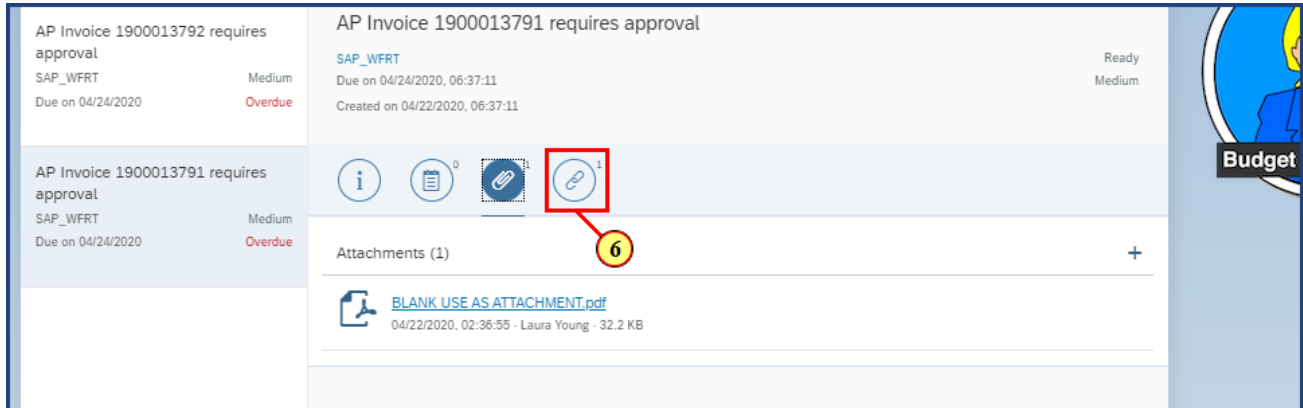 AP Invoice 1900013792 requires
approval
SAP_WFRT Medium
Due on 04/24/2020 Overdue
AP Invoice 1900013791 requires
approval
SAP_WFRT Medium
Due on 04/24/2020 Overdue
AP Invoice 1900013791 requires approval
SAP_WFRT Ready
Due on 04/24/2020, 06:37:11 Medium
Created on 04/22/2020, 06:37:11
0 1 1
6
Attachments (1) +
BLANK USE AS ATTACHMENT.pdf
04/22/2020, 02:36:55 · Laura Young · 32.2 KB
Budget